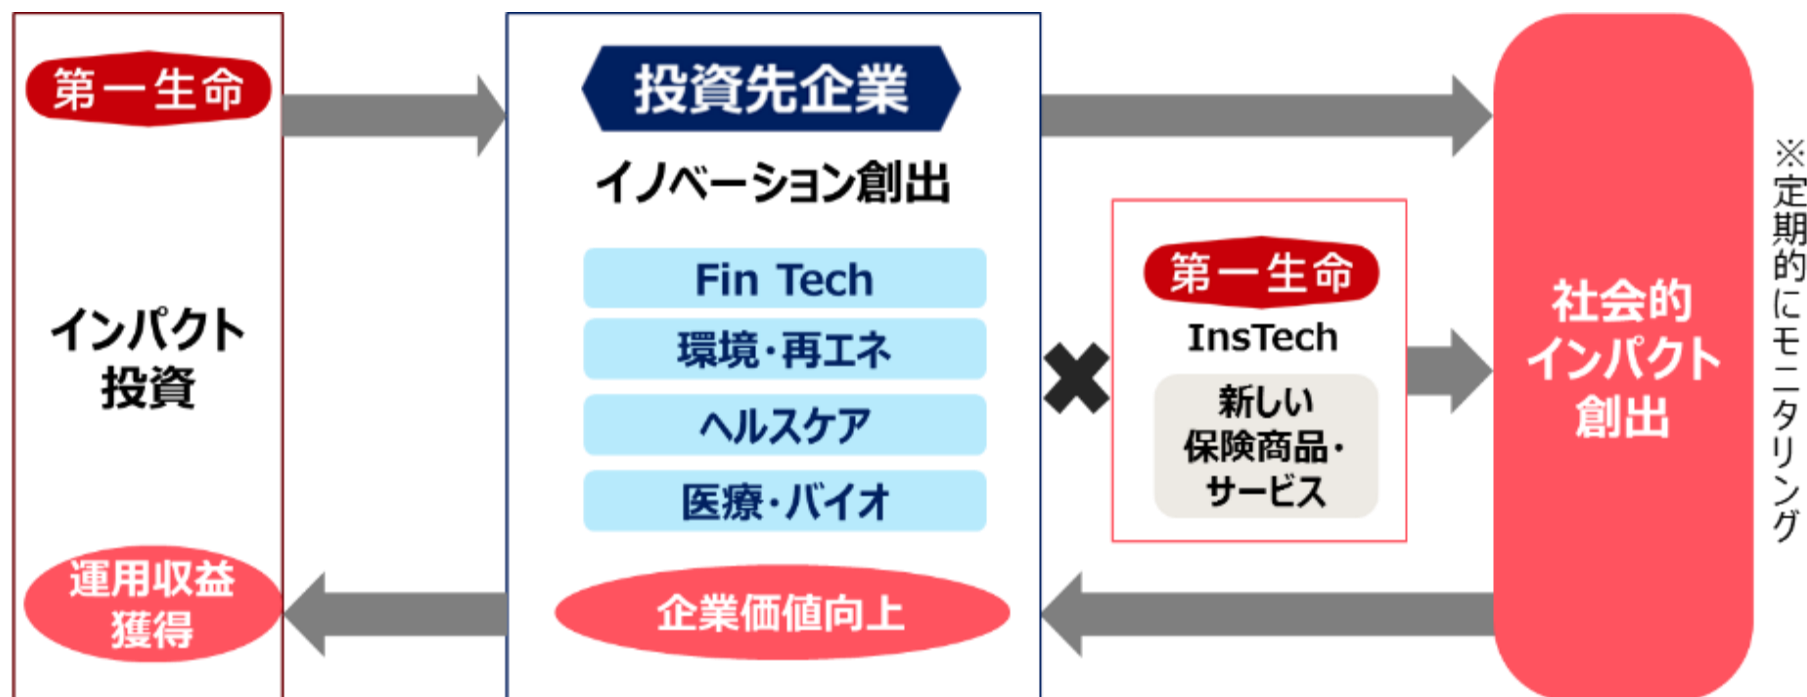 第一生命
インパクト
投資
運用収益
獲得
投資先企業
イノベーション創出
Fin Tech
環境・再エネ
ヘルスケア
医療・バイオ
企業価値向上
第一生命
InsTech
新しい
保険商品・
サービス
社会的
インパクト
創出
※定期的にモニタリング